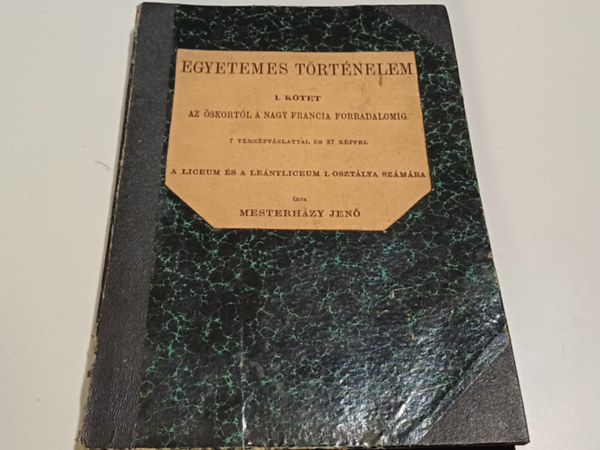 EGYETEMES TÖRTÉNELEM
I. KÖTET
AZ ŐSKORTÓL A NAGY FRANCIA FORRADALOMIG.
7 TÉRKÉPVÁZLATTAL ÉS 27 KÉPPEL
A LICEUM ÉS A LEÁNYLICEUM I. OSZTÁLYA SZÁMÁRA
ÍRTA
MESTERHÁZY JENŐ